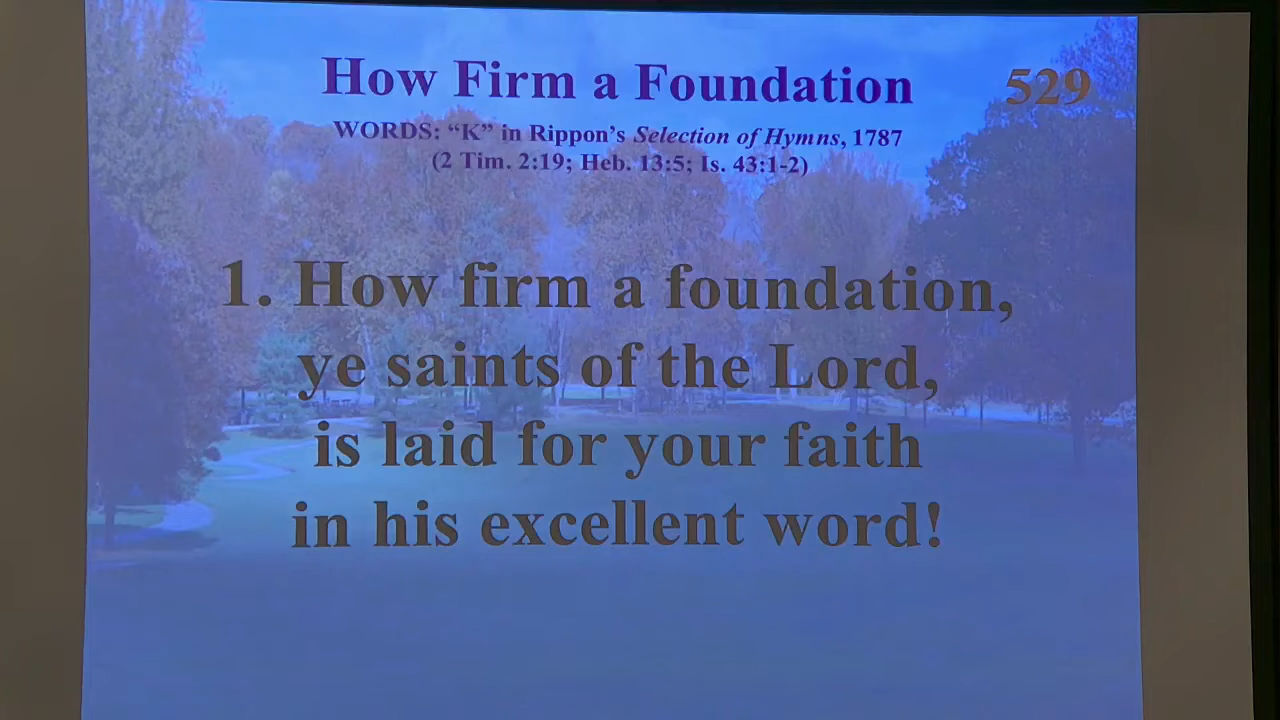 How Firm a Foundation 529
WORDS: “K” in Rippon’s Selection of Hymns, 1787
(2 Tim. 2:19; Heb. 13:5; Is. 43:1-2)
1. How firm a foundation,
ye saints of the Lord,
is laid for your faith
in his excellent word!